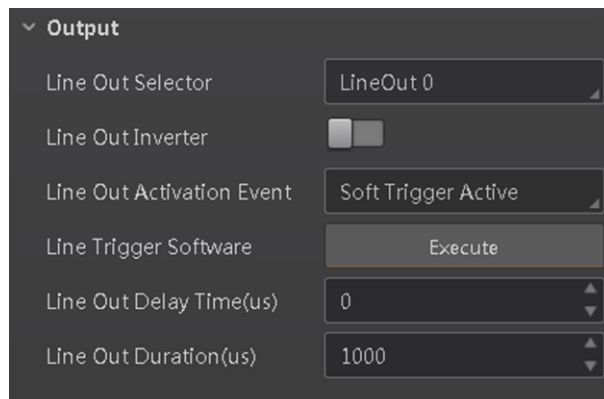 Output
Line Out Selector LineOut 0
Line Out Inverter
Line Out Activation Event Soft Trigger Active
Line Trigger Software Execute
Line Out Delay Time(us) 0
Line Out Duration(us) 1000